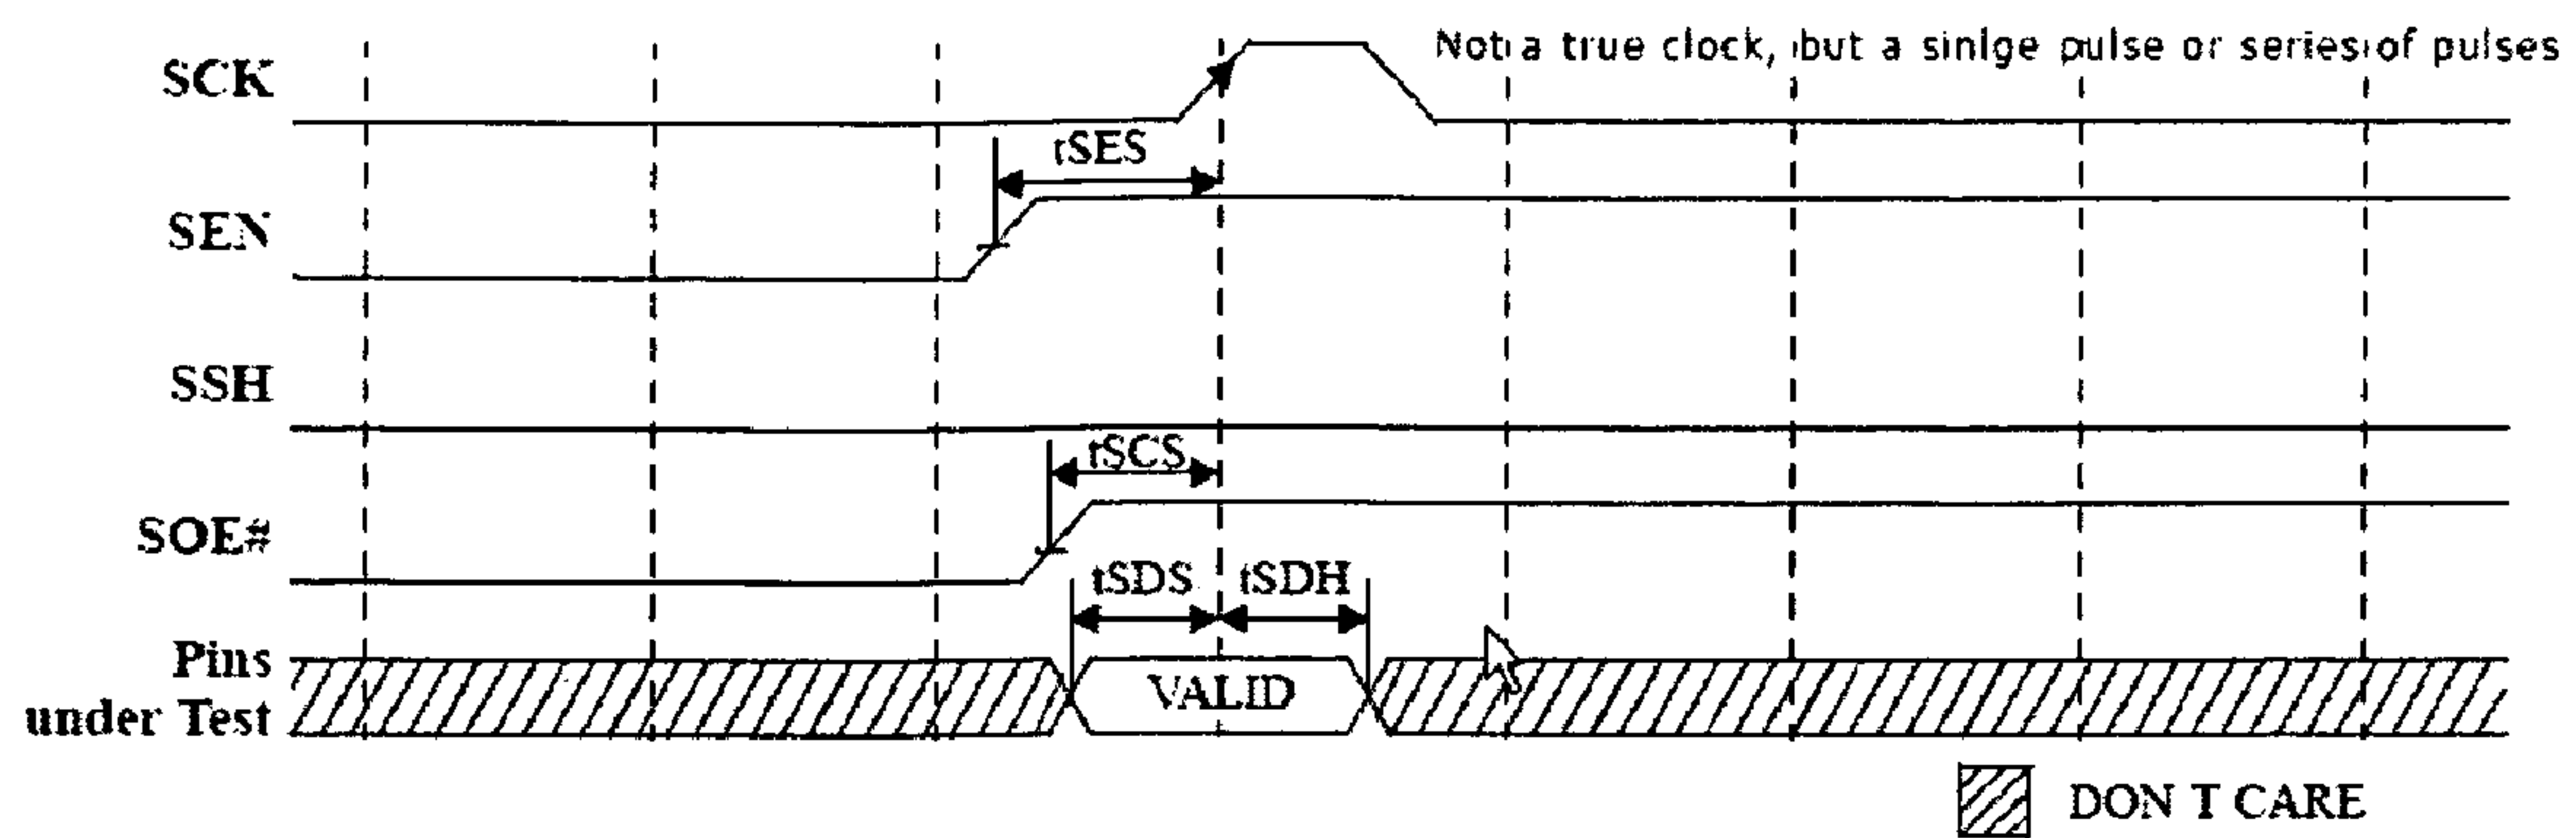 Not a true clock, but a sinlge pulse or series of pulses
SCK
tSES
SEN
SSH
tSCS
SOE#
tSDS tSDH
Pins
under Test
VALID
DON T CARE